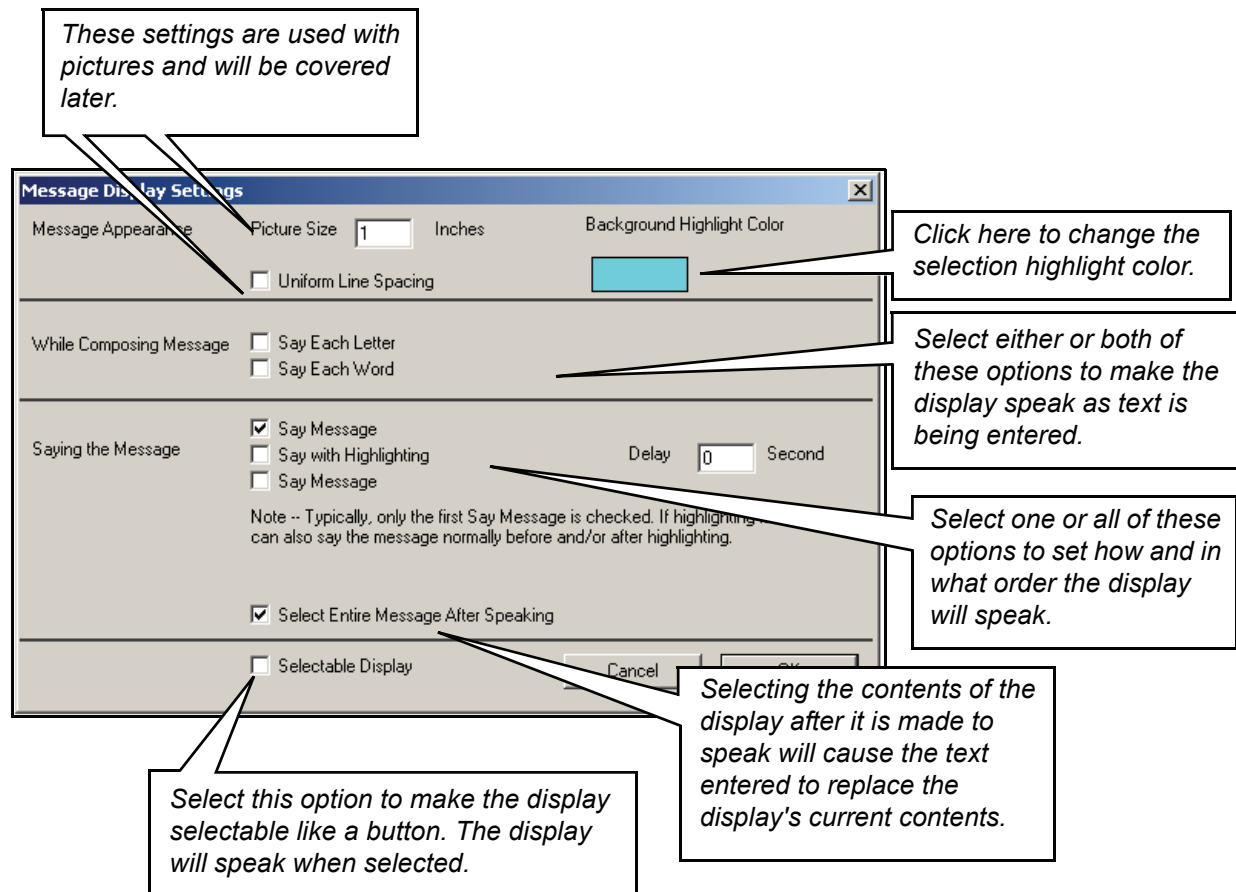 These settings are used with
pictures and will be covered
later.
Message Display Settings
Message Appearance
Picture Size 1 Inches
Background Highlight Color
Uniform Line Spacing
Click here to change the
selection highlight color.
While Composing Message
Say Each Letter
Say Each Word
Select either or both of
these options to make the
display speak as text is
being entered.
Saying the Message
Say Message
Say with Highlighting
Say Message
Delay 0 Second
Note -- Typically, only the first Say Message is checked. If highlighting
can also say the message normally before and/or after highlighting.
Select one or all of these
options to set how and in
what order the display
will speak.
Select Entire Message After Speaking
Selectable Display
Cancel
Selecting the contents of the
display after it is made to
speak will cause the text
entered to replace the
display's current contents.
Select this option to make the display
selectable like a button. The display
will speak when selected.